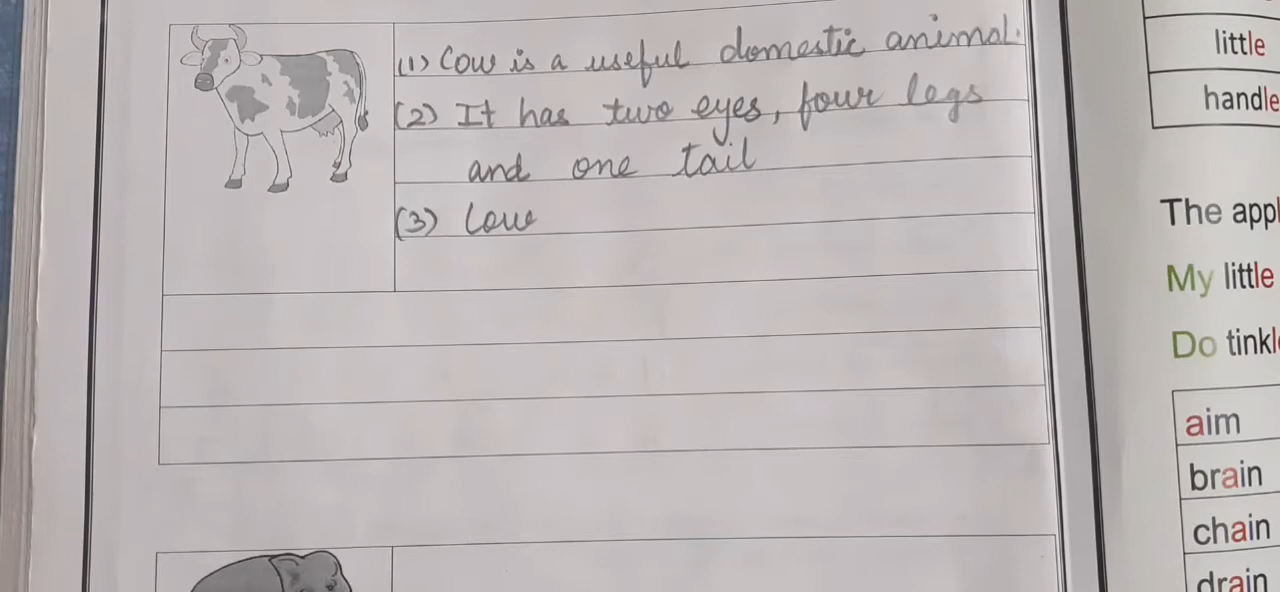 (1) Cow is a useful domestic animal.
(2) It has two eyes, four legs
and one tail
(3) Cow
little
handle
The appl
My little
Do tinkl
aim
brain
chain
drain